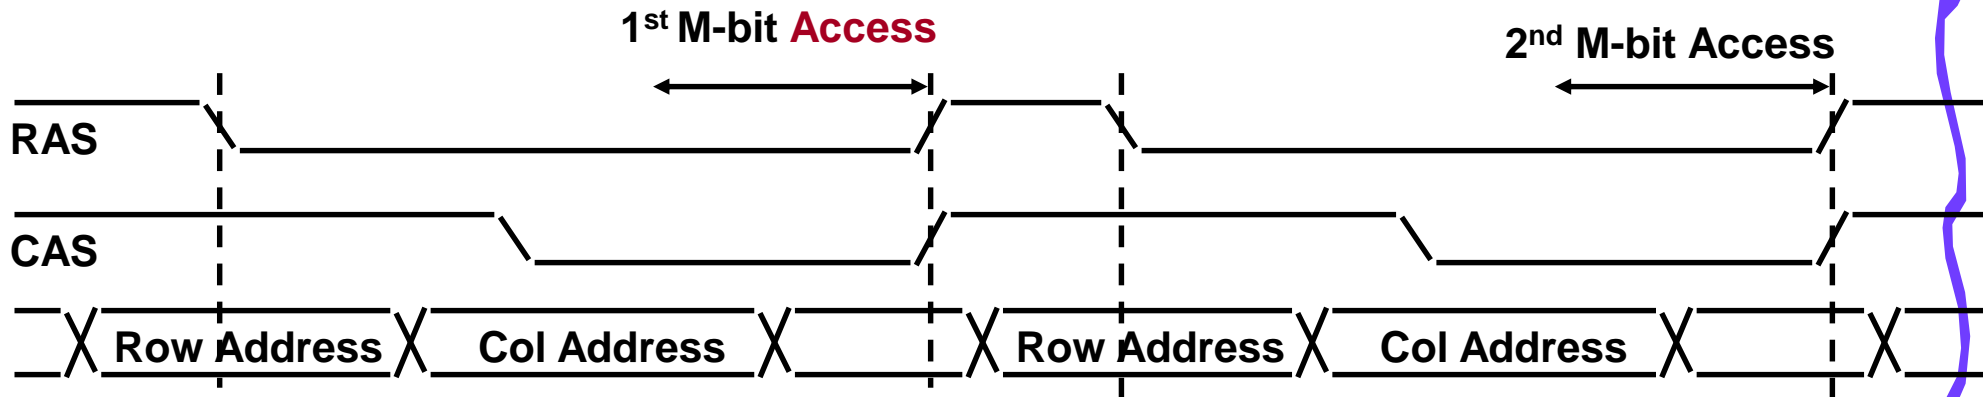 1st M-bit Access
2nd M-bit Access
RAS
CAS
Row Address Col Address Row Address Col Address